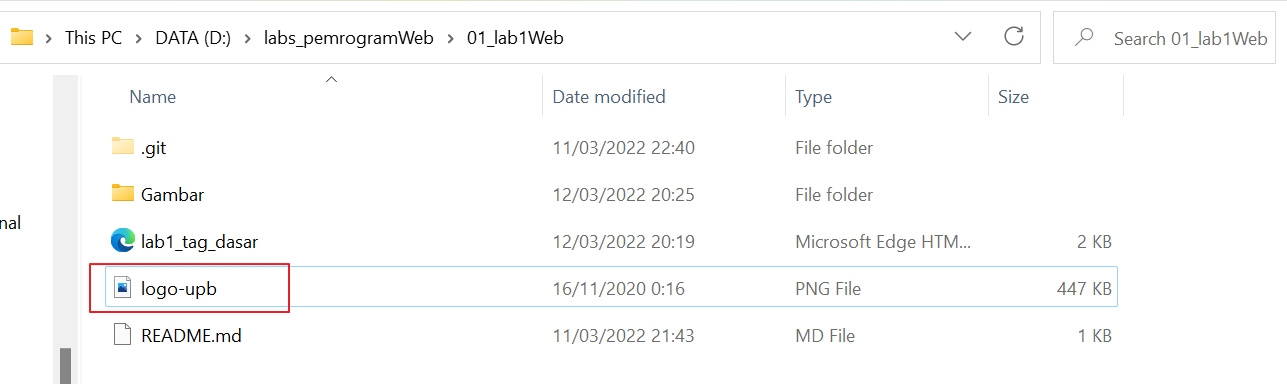 This PC > DATA (D:) > labs_pemrogramWeb > 01_lab1Web Search 01_lab1Web
Name Date modified Type Size
.git 11/03/2022 22:40 File folder
Gambar 12/03/2022 20:25 File folder
nal
lab1_tag_dasar 12/03/2022 20:19 Microsoft Edge HTM... 2 KB
logo-upb 16/11/2020 0:16 PNG File 447 KB
README.md 11/03/2022 21:43 MD File 1 KB